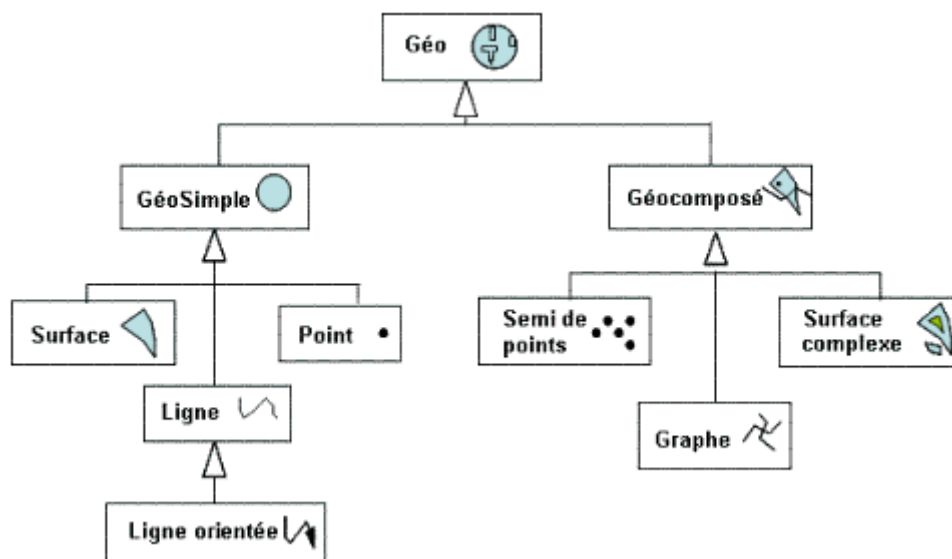 Géo
GéoSimple
Géocomposé
Surface
Point
Semi de
points
Surface
complexe
Ligne
Graphe
Ligne orientée